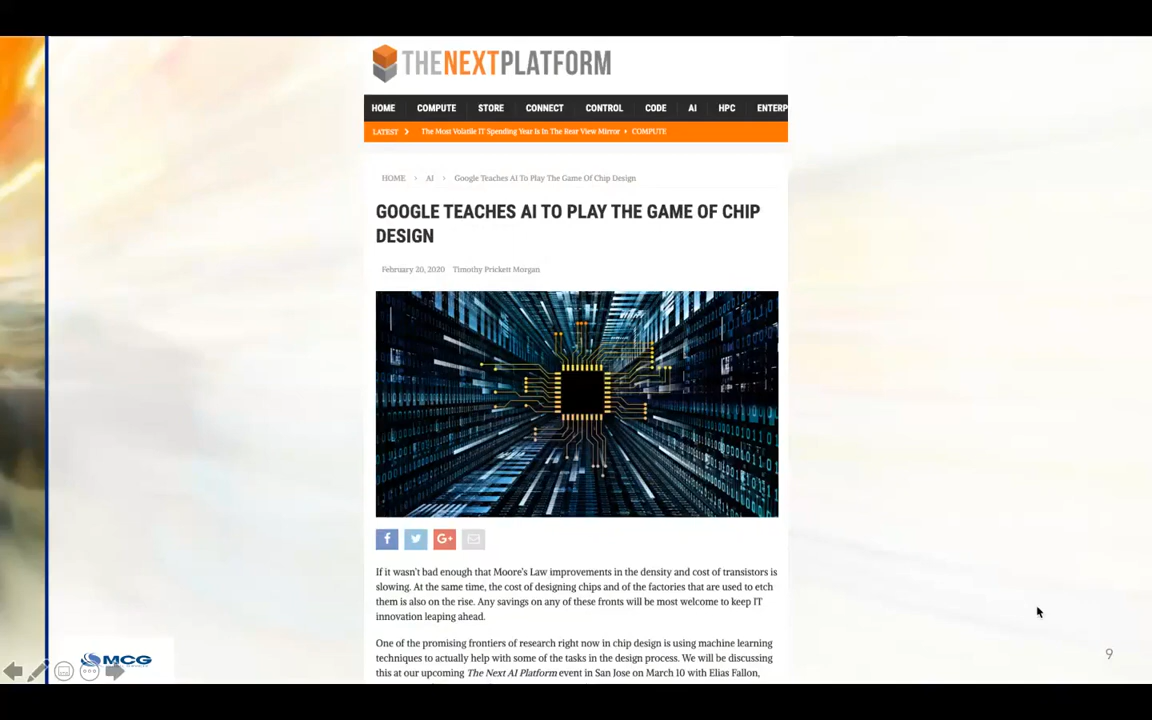 THENEXTPLATFORM
HOME COMPUTE STORE CONNECT CONTROL CODE AI HPC ENTERP
LATEST > The Most Volatile IT Spending Year Is In The Rear View Mirror › COMPUTE
HOME > AI > Google Teaches AI To Play The Game Of Chip Design
GOOGLE TEACHES AI TO PLAY THE GAME OF CHIP
DESIGN
February 20, 2020 Timothy Prickett Morgan
If it wasn't bad enough that Moore's Law improvements in the density and cost of transistors is
slowing. At the same time, the cost of designing chips and of the factories that are used to etch
them is also on the rise. Any savings on any of these fronts will be most welcome to keep IT
innovation leaping ahead.
One of the promising frontiers of research right now in chip design is using machine learning
techniques to actually help with some of the tasks in the design process. We will be discussing
this at our upcoming The Next AI Platform event in San Jose on March 10 with Elias Fallon,
MCG
9